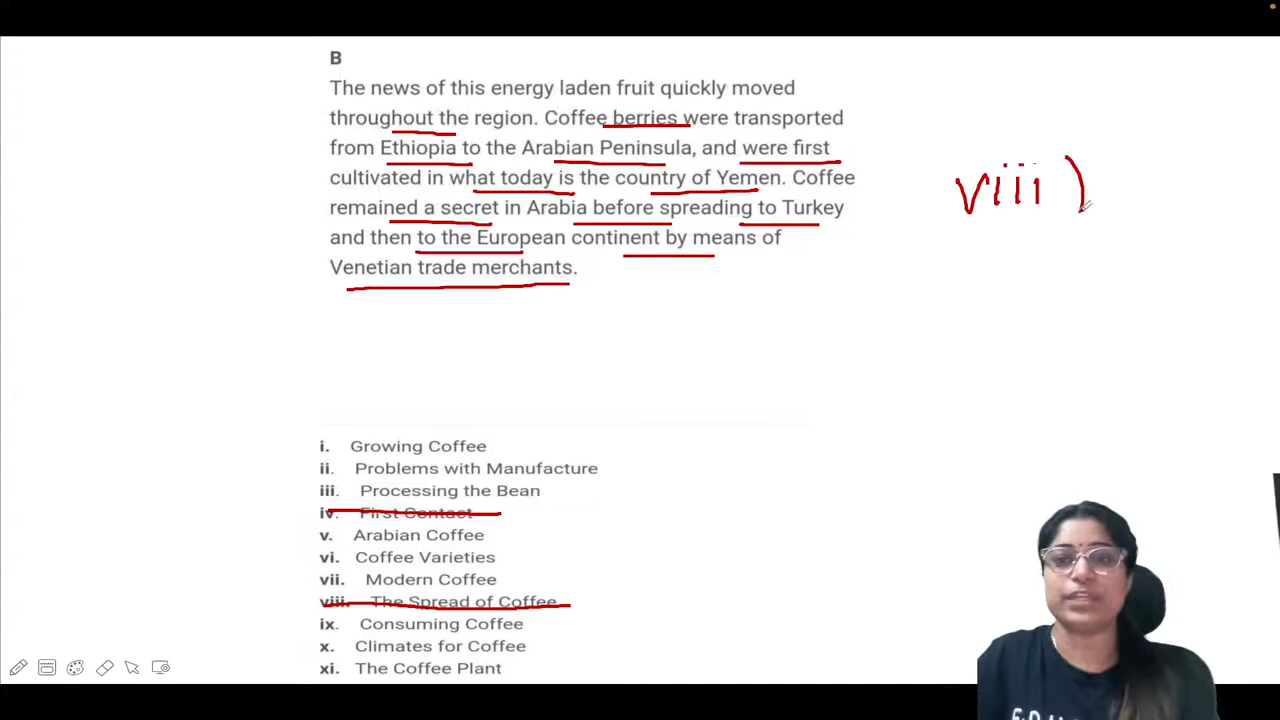 B
The news of this energy laden fruit quickly moved
throughout the region. Coffee berries were transported
from Ethiopia to the Arabian Peninsula, and were first
cultivated in what today is the country of Yemen. Coffee
remained a secret in Arabia before spreading to Turkey
and then to the European continent by means of
Venetian trade merchants.
viii)
i. Growing Coffee
ii. Problems with Manufacture
iii. Processing the Bean
iv. First Contact
v. Arabian Coffee
vi. Coffee Varieties
vii. Modern Coffee
viii. The Spread of Coffee
ix. Consuming Coffee
x. Climates for Coffee
xi. The Coffee Plant